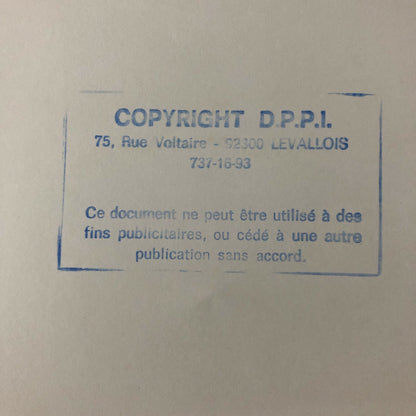 COPYRIGHT D.P.P.I.
75, Rue Voltaire - 92300 LEVALLOIS
737-16-93
Ce document ne peut être utilisé à des
fins publicitaires, ou cédé à une autre
publication sans accord.